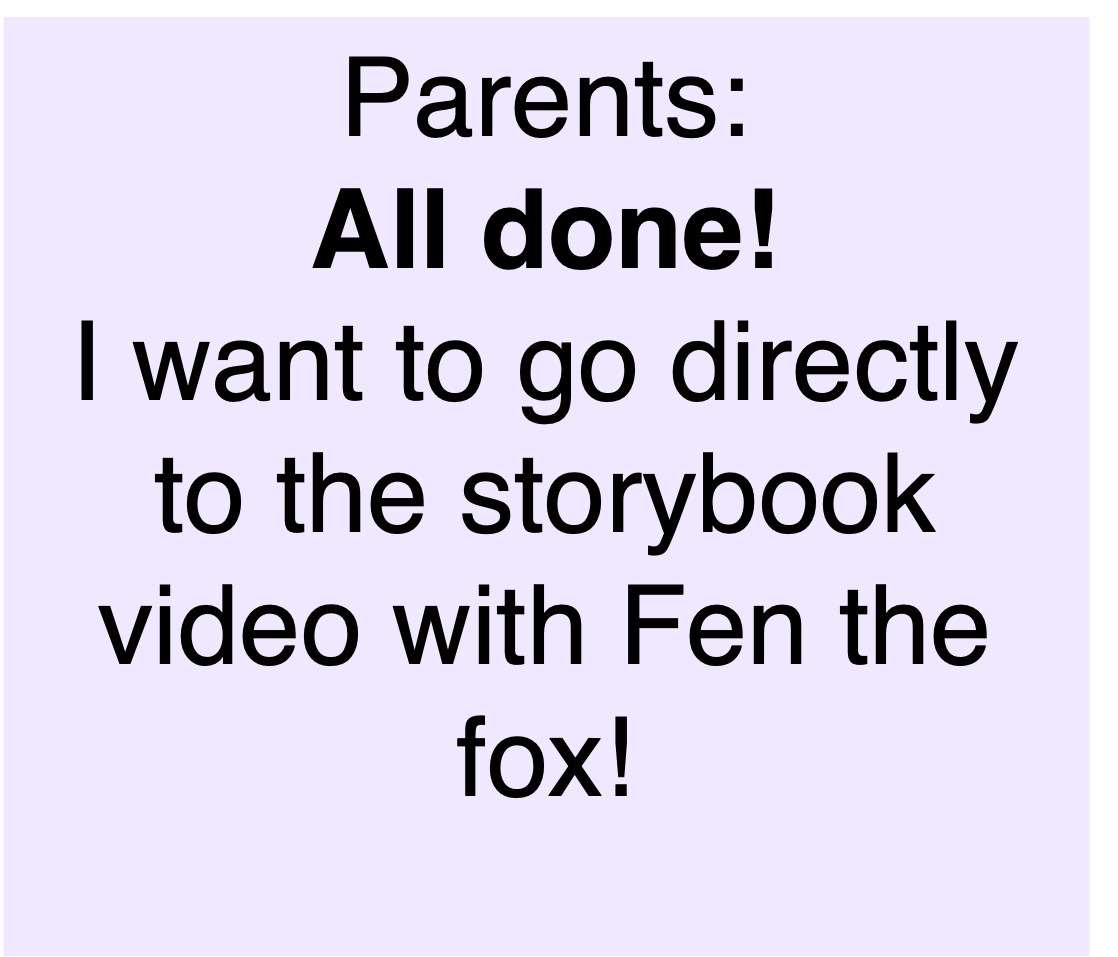 Parents:
All done!
I want to go directly
to the storybook
video with Fen the
fox!